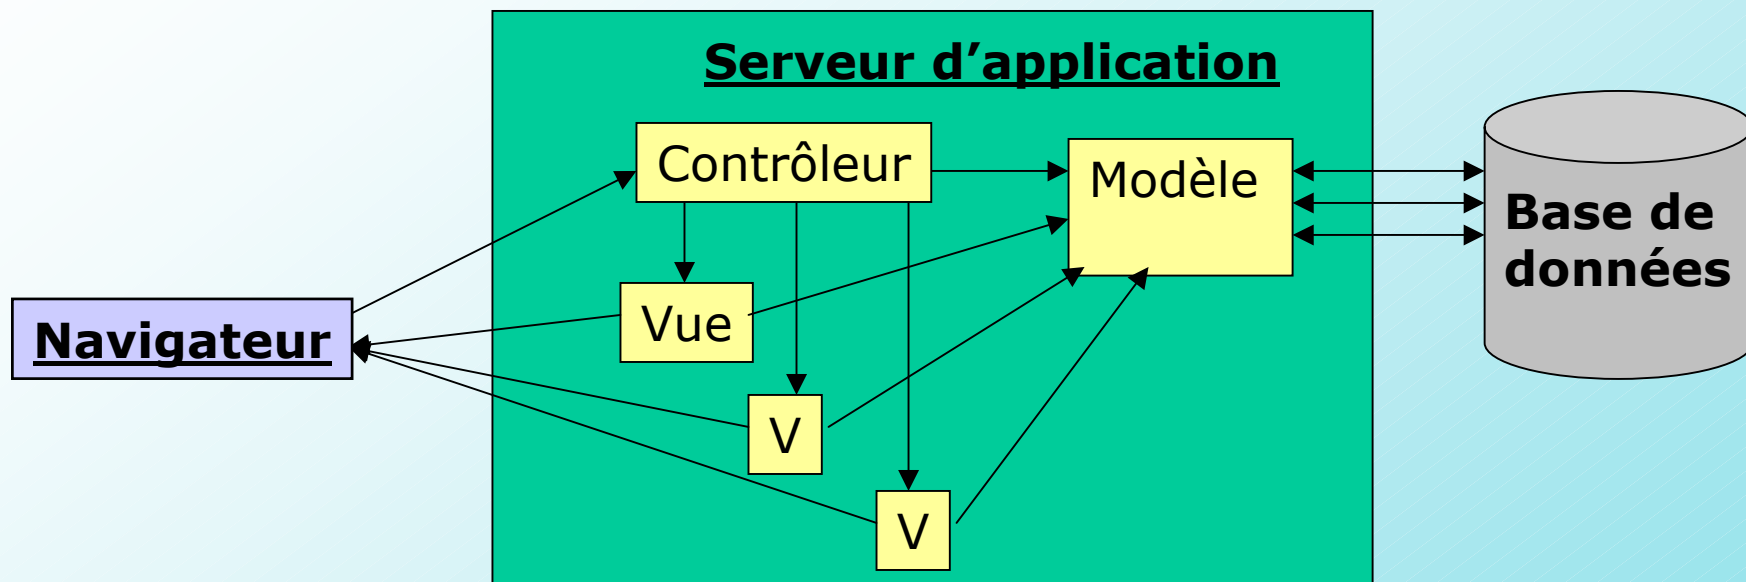 Serveur d’application
Contrôleur
Modèle
Base de
données
Vue
Navigateur
V
V